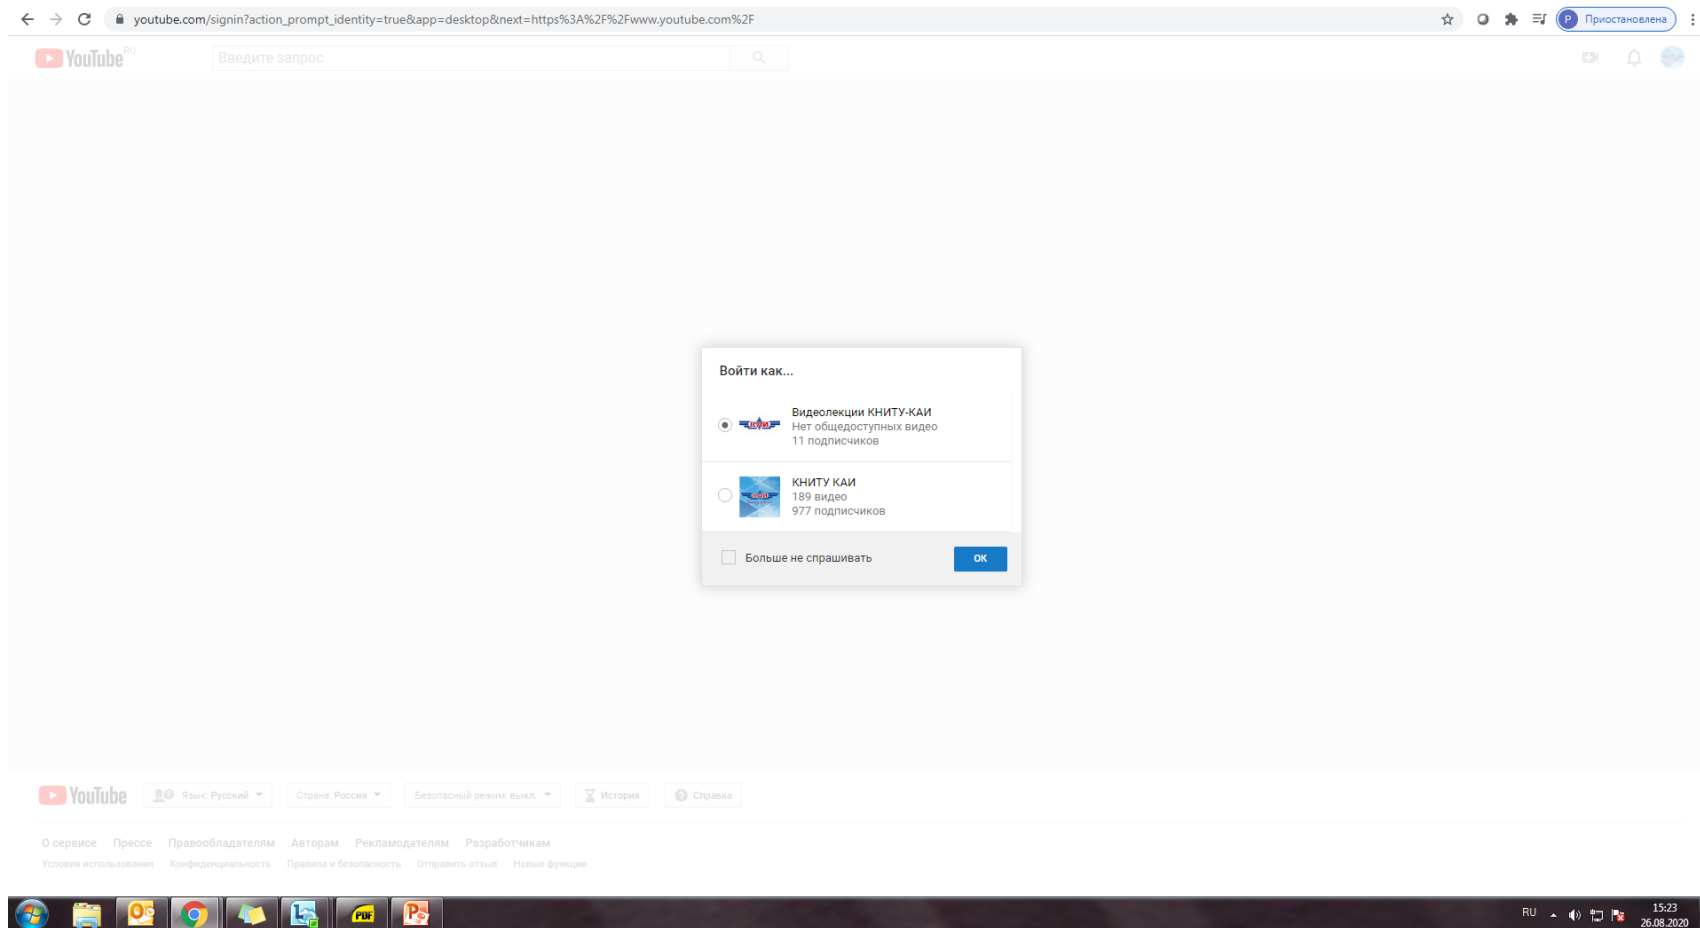 youtube.com/signin?action_prompt_identity=true&app=desktop&next=https%3A%2F%2Fwww.youtube.com%2F
P Приостановлена
YouTube RU
Введите запрос
Войти как...
Видеолекции КНИТУ-КАИ
Нет общедоступных видео
11 подписчиков
КАИ
КНИТУ КАИ
189 видео
977 подписчиков
КАИ
Больше не спрашивать
ОК
YouTube Язык: Русский Страна: Россия Безопасный режим: выкл. История Справка
О сервисе Прессе Правообладателям Авторам Рекламодателям Разработчикам
Условия использования Конфиденциальность Правила и безопасность Отправить отзыв Новые функции
PDF
RU
15:23
26.08.2020